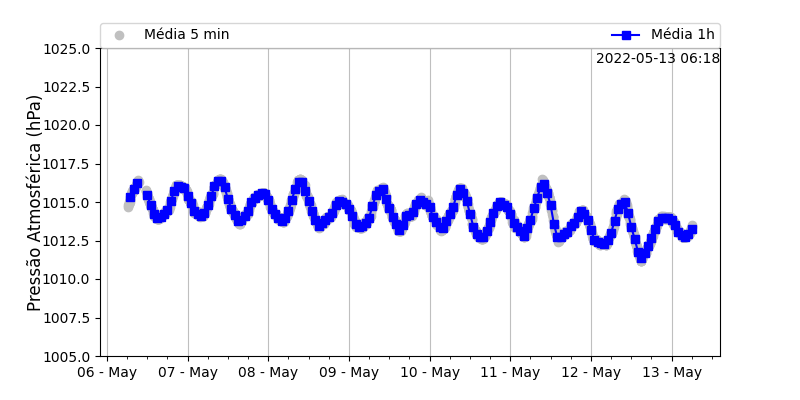 Média 5 min
Média 1h
2022-05-13 06:18
Pressão Atmosférica (hPa)
1025.0
1022.5
1020.0
1017.5
1015.0
1012.5
1010.0
1007.5
1005.0
06 - May
07 - May
08 - May
09 - May
10 - May
11 - May
12 - May
13 - May